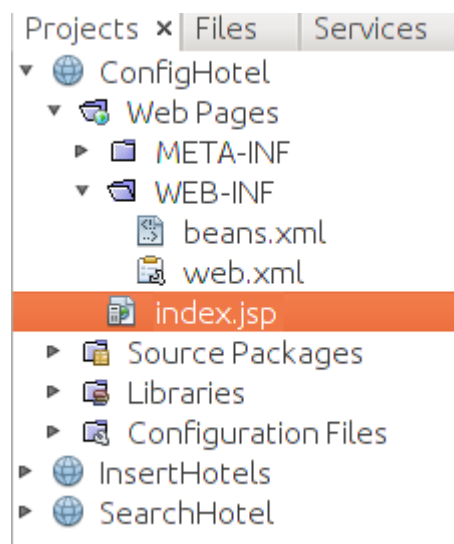 Projects × Files Services
ConfigHotel
Web Pages
META-INF
WEB-INF
beans.xml
web.xml
index.jsp
Source Packages
Libraries
Configuration Files
InsertHotels
SearchHotel